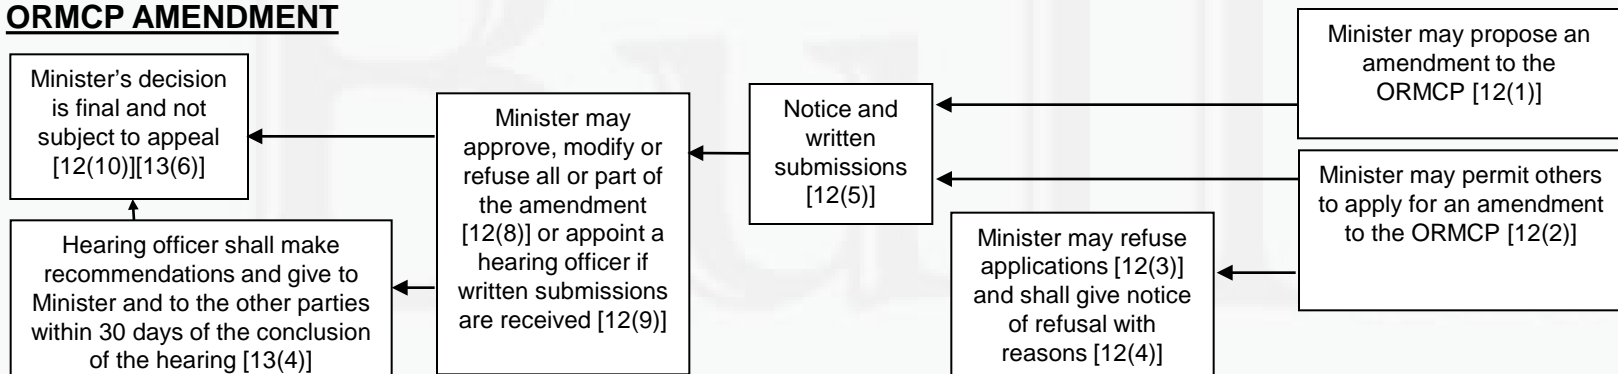 ORMCP AMENDMENT
Minister may propose an
amendment to the
ORMCP [12(1)]
Minister may permit others
to apply for an amendment
to the ORMCP [12(2)]
Minister may refuse
applications [12(3)]
and shall give notice
of refusal with
reasons [12(4)]
Notice and
written
submissions
[12(5)]
Minister may
approve, modify or
refuse all or part of
the amendment
[12(8)] or appoint a
hearing officer if
written submissions
are received [12(9)]
Minister's decision
is final and not
subject to appeal
[12(10)][13(6)]
Hearing officer shall make
recommendations and give to
Minister and to the other parties
within 30 days of the conclusion
of the hearing [13(4)]